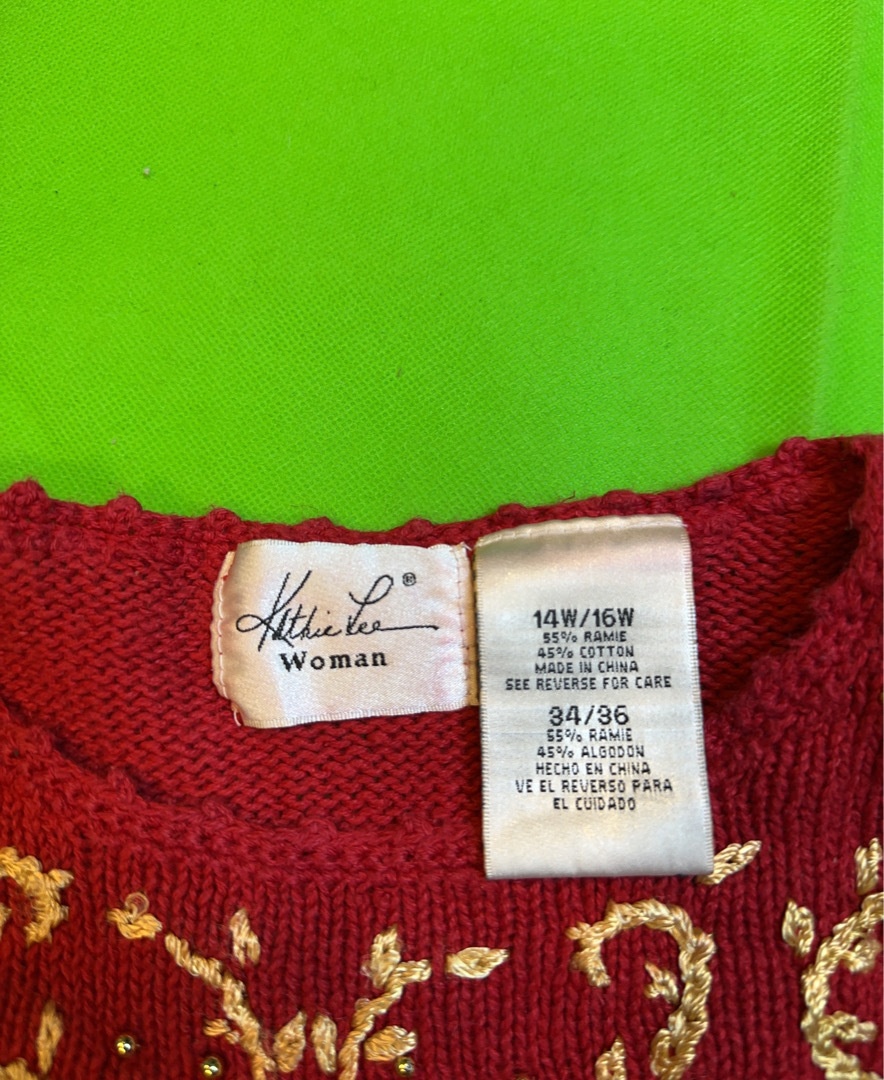 Kathie Lee®
Woman
14W/16W
55% RAMIE
45% COTTON
MADE IN CHINA
SEE REVERSE FOR CARE
34/36
55% RAMIE
45% ALGODON
HECHO EN CHINA
VE EL REVERSO PARA
EL CUIDADO